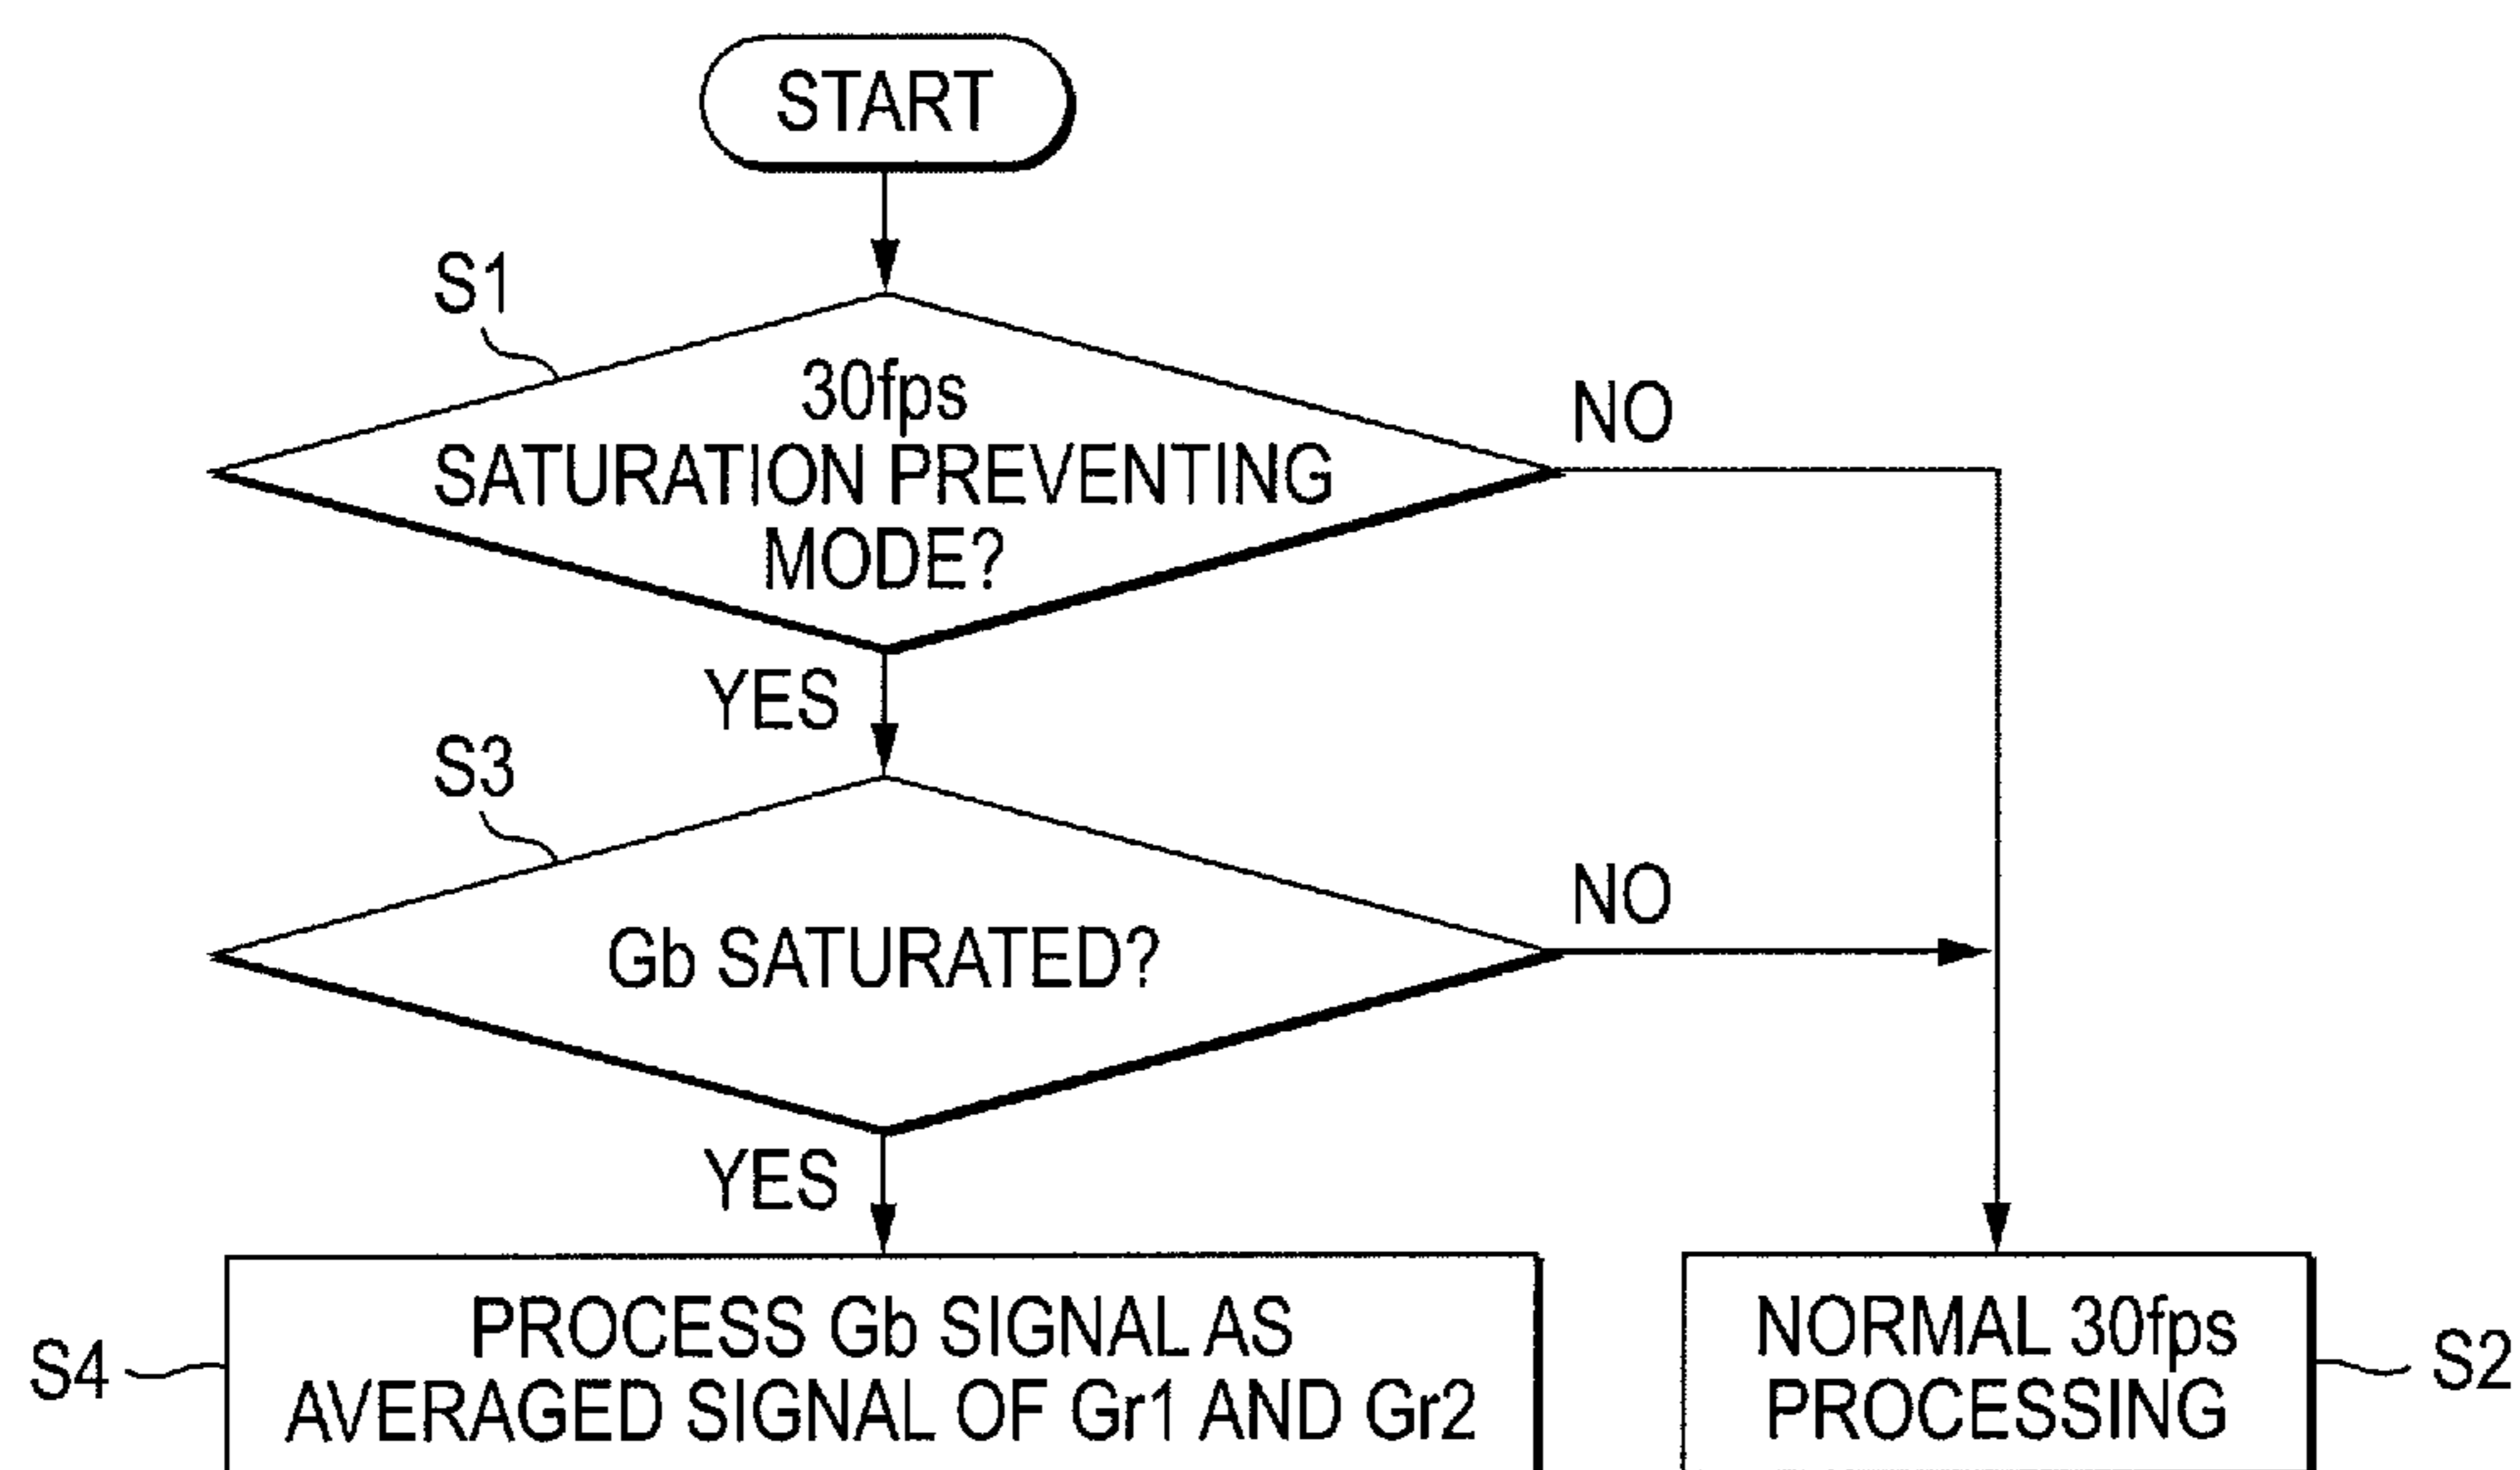 START
S1
30fps
SATURATION PREVENTING
MODE?
NO
YES
S3
Gb SATURATED?
NO
YES
S4
PROCESS Gb SIGNAL AS
AVERAGED SIGNAL OF Gr1 AND Gr2
NORMAL 30fps
PROCESSING
S2